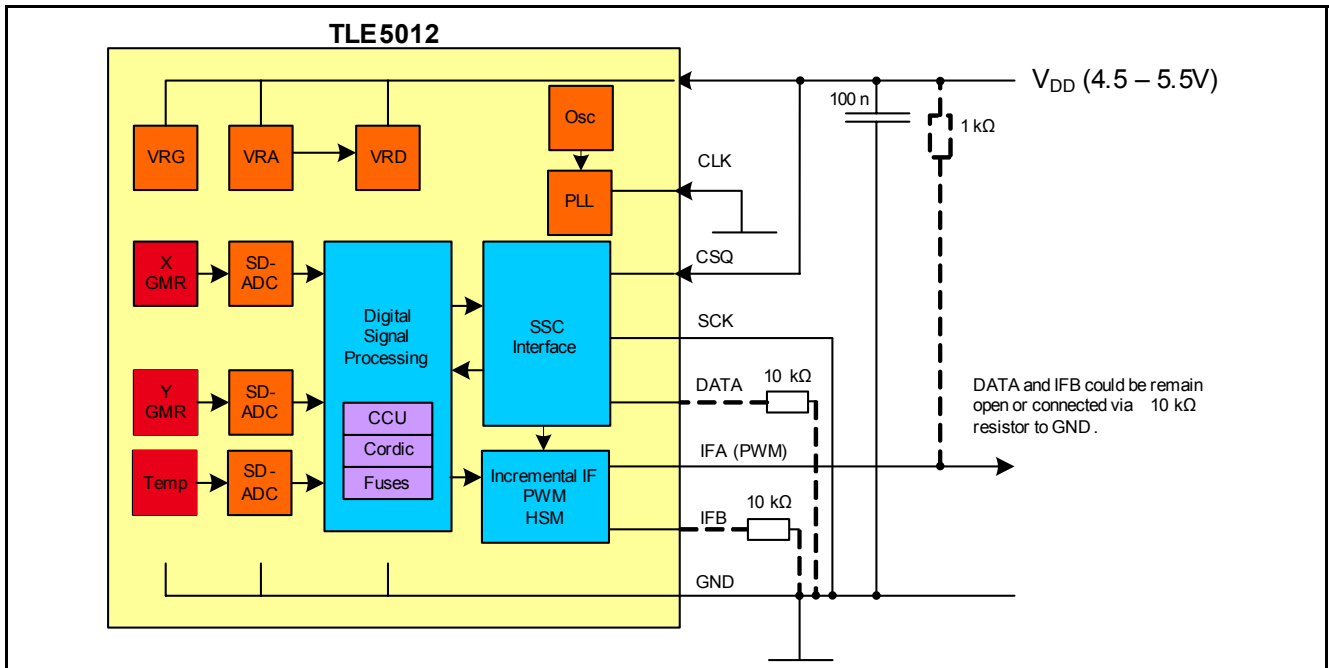 TLE5012
V_DD (4.5 – 5.5V)
100 n
1 kΩ
Osc
VRG
VRA
VRD
CLK
PLL
CSQ
X
GMR
SD-
ADC
Digital
Signal
Processing
SSC
Interface
SCK
DATA
10 kΩ
DATA and IFB could be remain
open or connected via 10 kΩ
resistor to GND .
Y
GMR
SD-
ADC
CCU
Cordic
Fuses
IFA (PWM)
Temp
SD-
ADC
Incremental IF
PWM
HSM
10 kΩ
IFB
GND